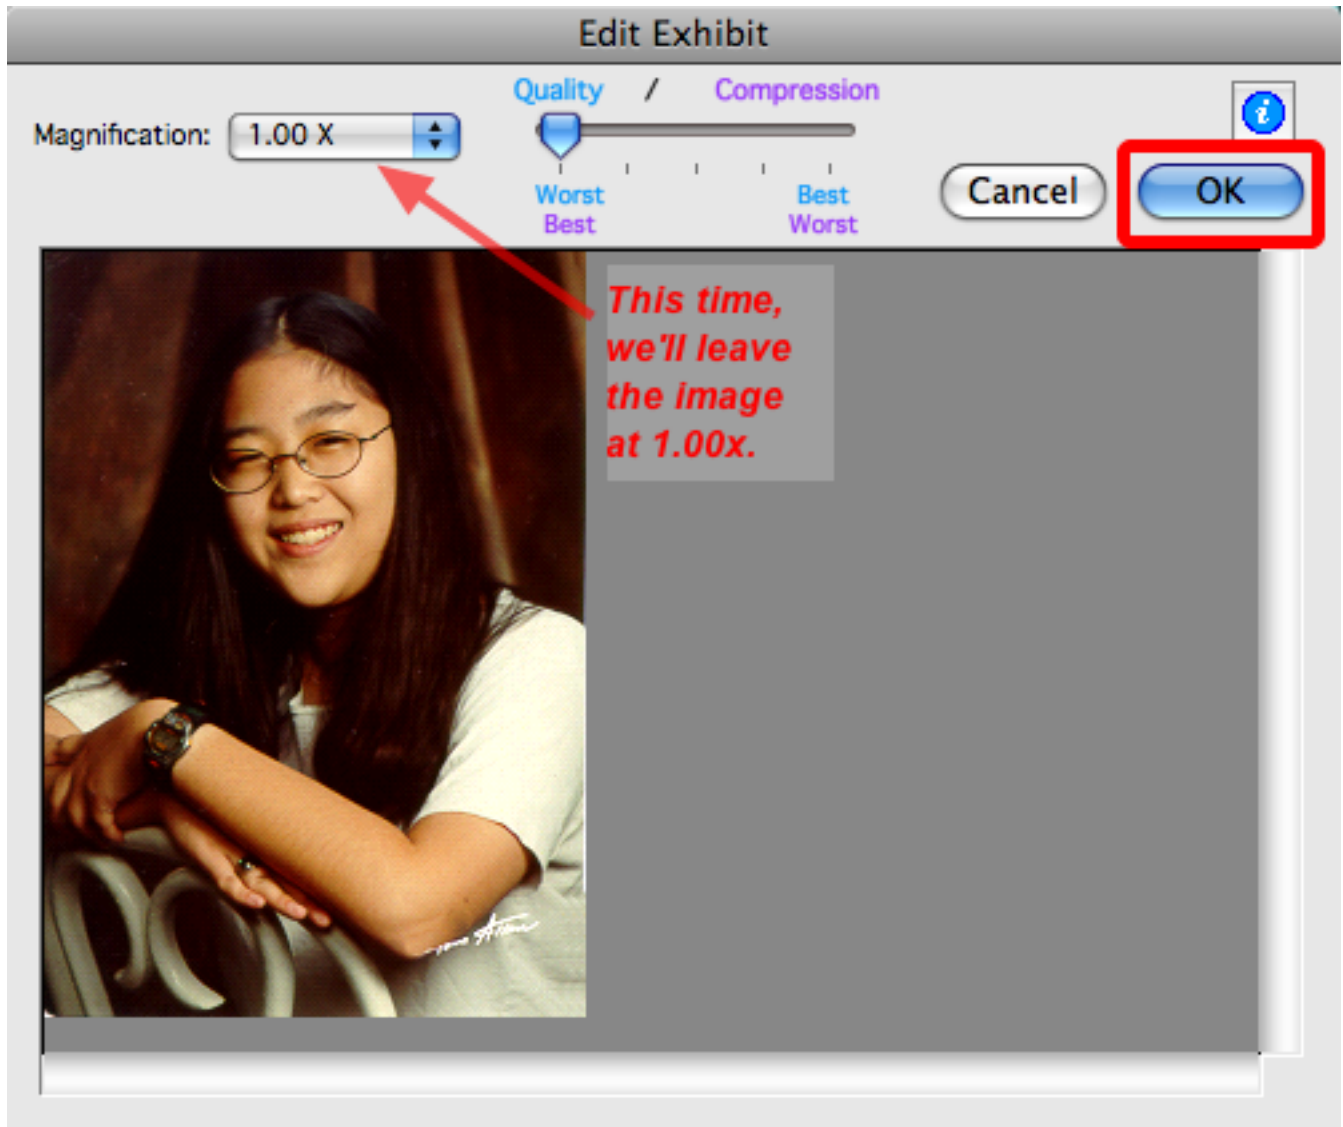 Edit Exhibit
Quality / Compression
Magnification: 1.00 X
Worst Best
Best Worst
Cancel OK
This time,
we'll leave
the image
at 1.00x.